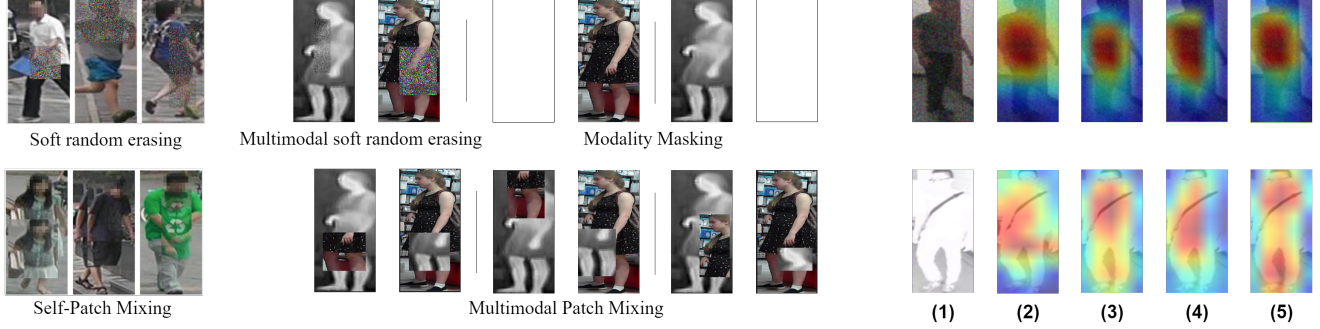 Soft random erasing
Multimodal soft random erasing
Modality Masking
Self-Patch Mixing
Multimodal Patch Mixing
(1)
(2)
(3)
(4)
(5)